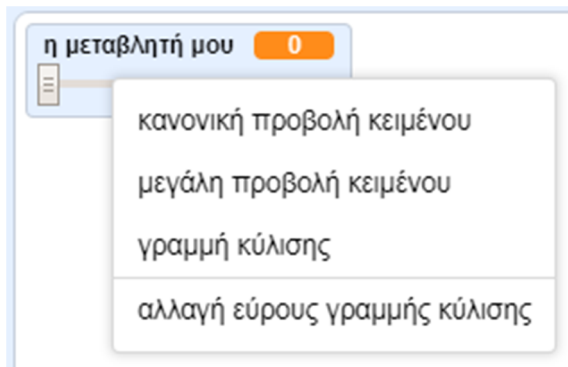 η μεταβλητή μου 0
κανονική προβολή κειμένου
μεγάλη προβολή κειμένου
γραμμή κύλισης
αλλαγή εύρους γραμμής κύλισης